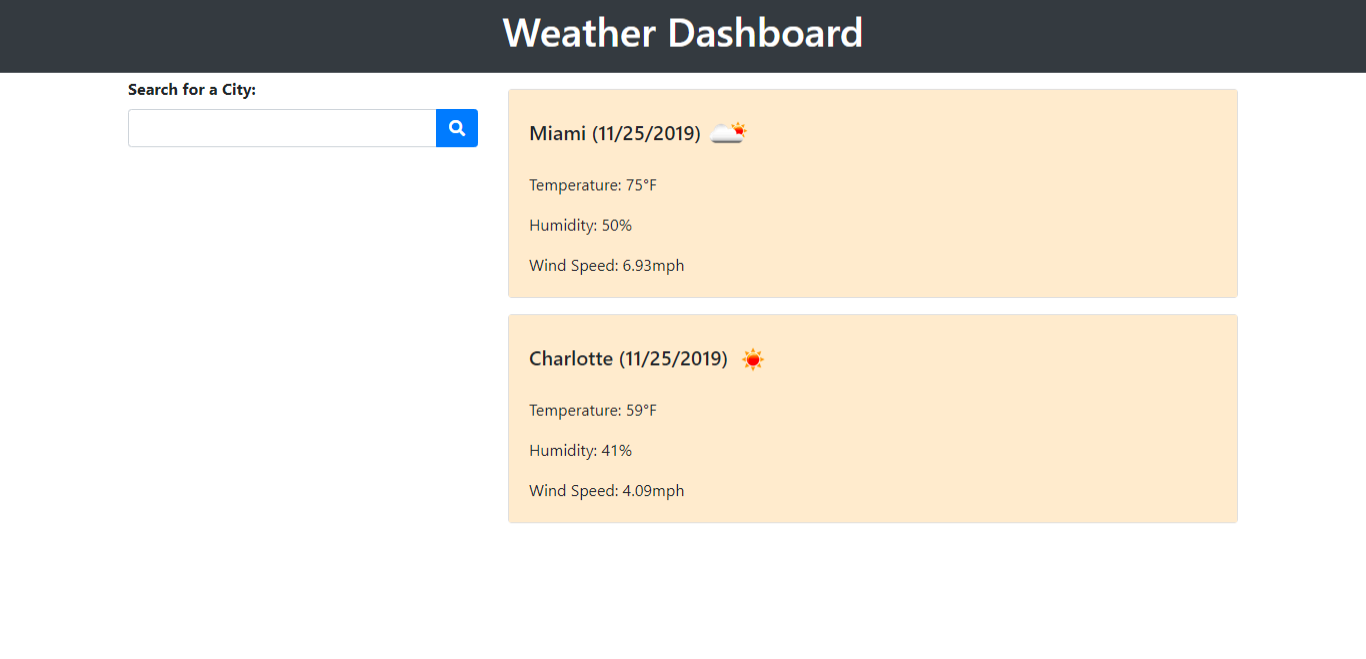 Weather Dashboard
Search for a City:
Miami (11/25/2019)
Temperature: 75°F
Humidity: 50%
Wind Speed: 6.93mph
Charlotte (11/25/2019)
Temperature: 59°F
Humidity: 41%
Wind Speed: 4.09mph